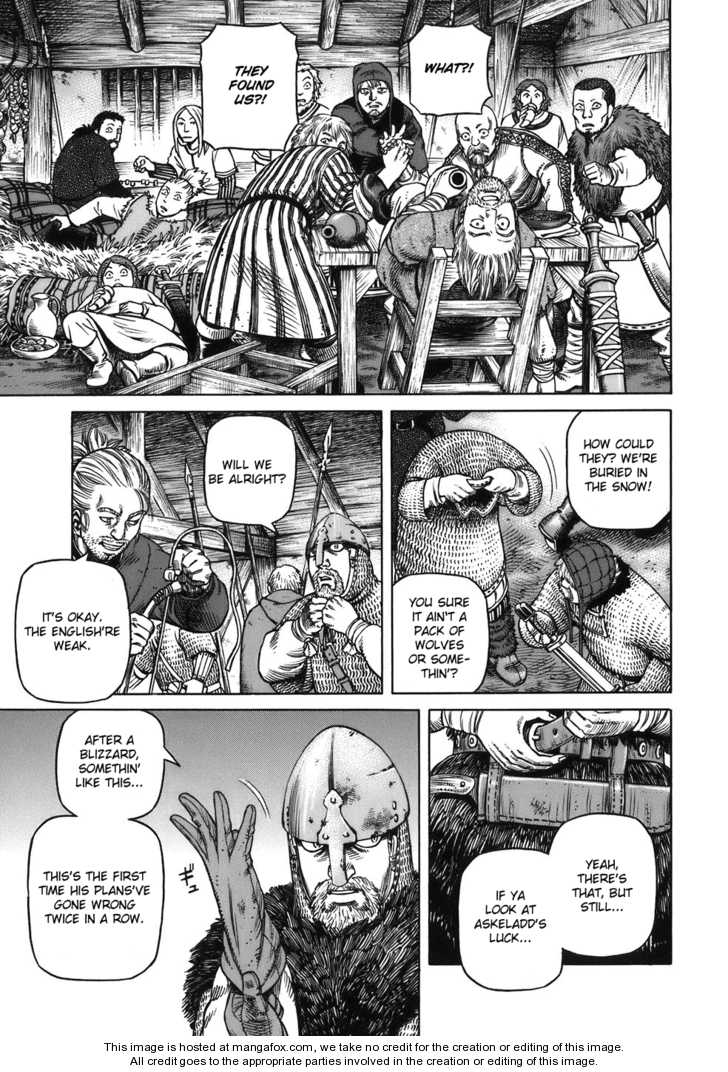 WHAT?!
THEY
FOUND
US?!
HOW COULD
THEY? WE'RE
BURIED IN
THE SNOW!
YOU SURE
IT AIN'T A
PACK OF
WOLVES
OR SOME-
THIN'?
WILL WE
BE ALRIGHT?
IT'S OKAY.
THE ENGLISH'RE
WEAK.
YEAH,
THERE'S
THAT, BUT
STILL...
IF YA
LOOK AT
ASKELADD'S
LUCK...
AFTER A
BLIZZARD,
SOMETHIN'
LIKE THIS...
THIS'S THE FIRST
TIME HIS PLANS'VE
GONE WRONG
TWICE IN A ROW.
ギュ
This image is hosted at mangafox.com, we take no credit for the creation or editing of this image.
All credit goes to the appropriate parties involved in the creation or editing of this image.